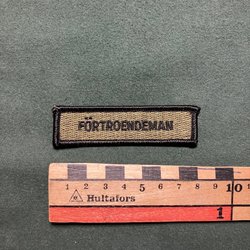 FÖRTROENDEMAN
1 2 3 4 5 6 7 8 9 10
Hultafors
1